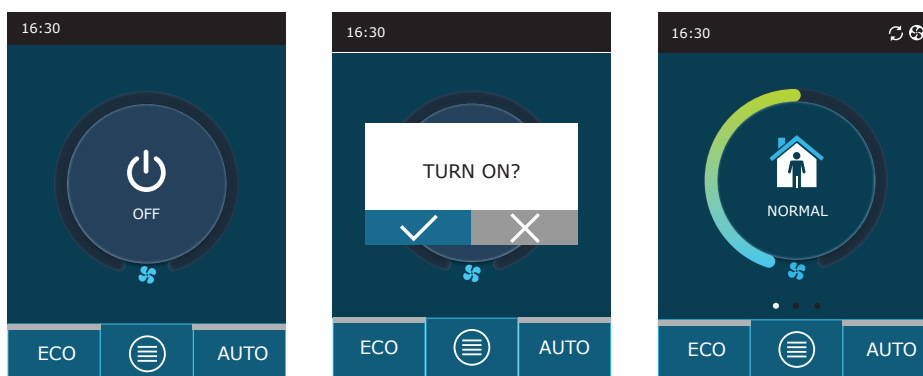 16:30
OFF
ECO
AUTO
16:30
TURN ON?
ECO
AUTO
16:30
NORMAL
ECO
AUTO